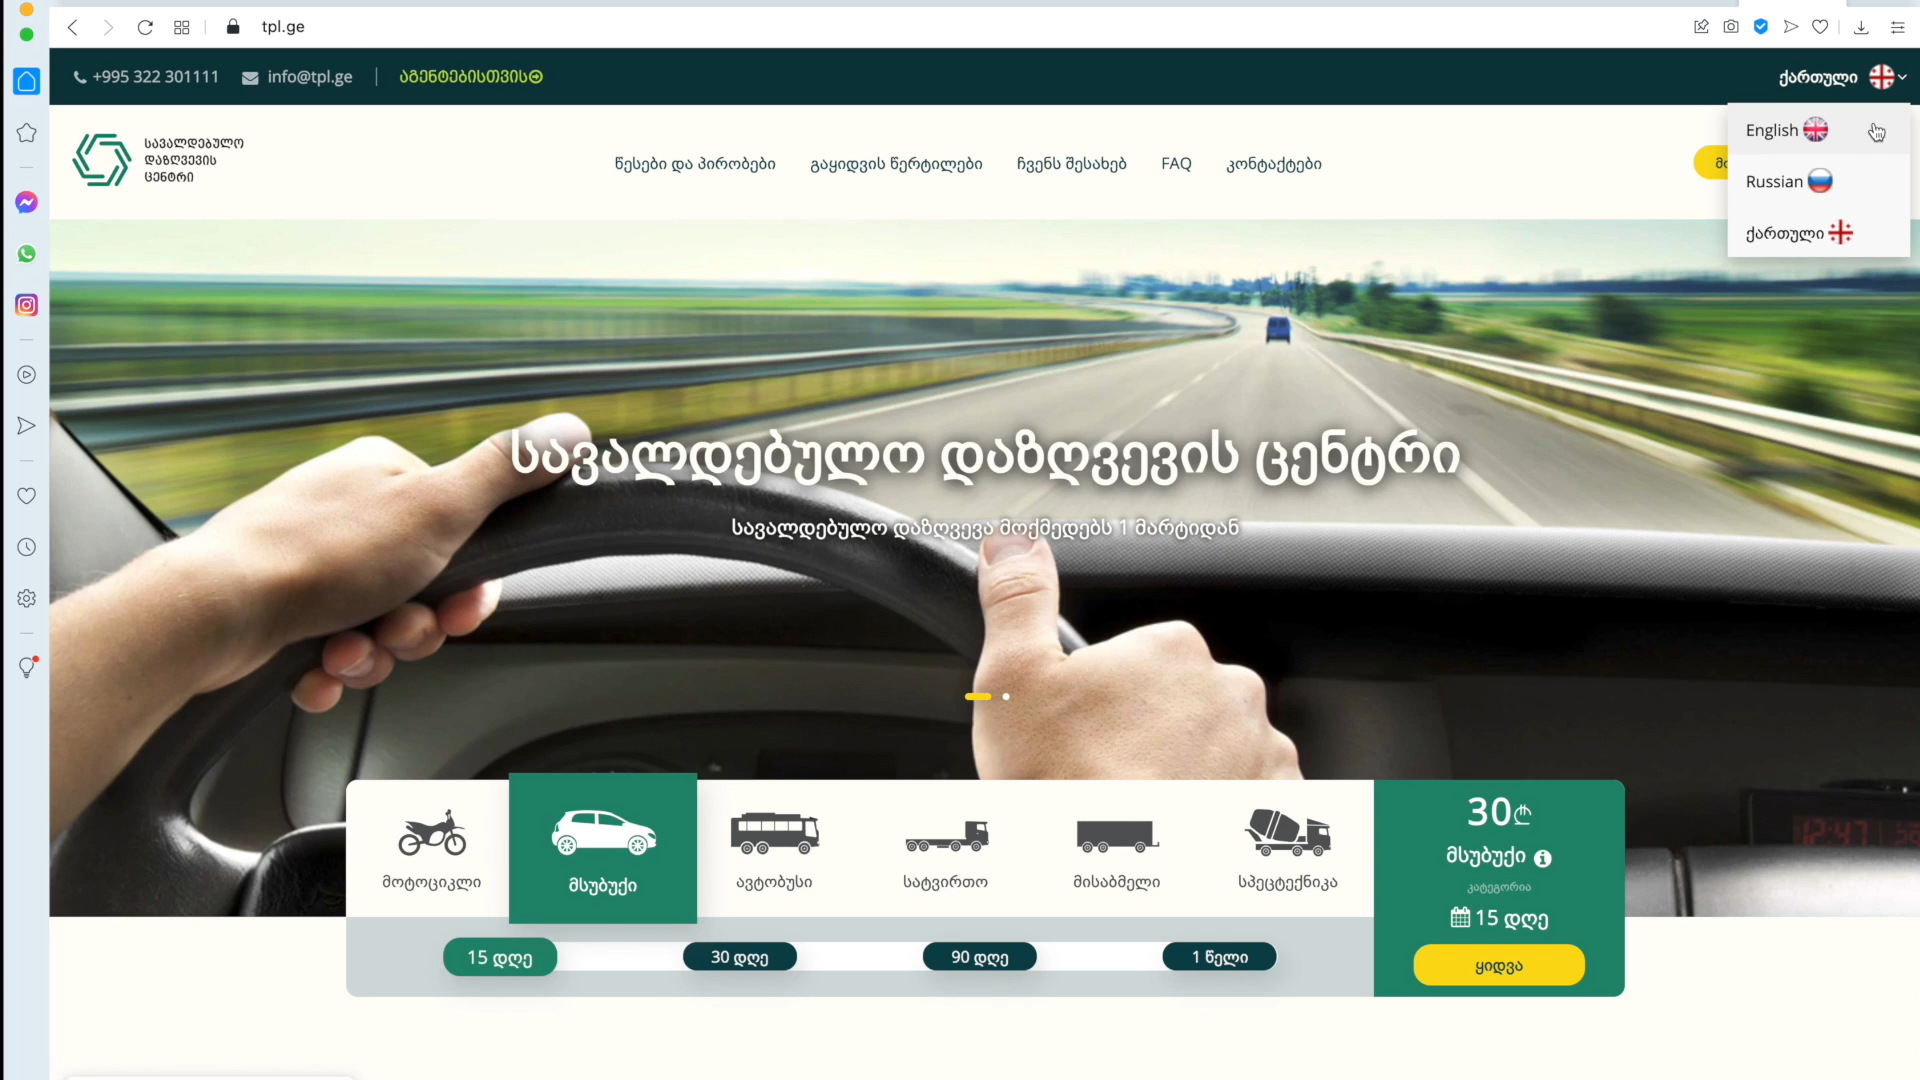 tpl.ge
+995 322 301111 info@tpl.ge აგენტებისთვის
ქართული
English
Russian
ქართული
სავალდებულო
დაზღვევის
ცენტრი
წესები და პირობები გაყიდვის წერტილები ჩვენს შესახებ FAQ კონტაქტები
სავალდებულო დაზღვევის ცენტრი
სავალდებულო დაზღვევა მოქმედებს 1 მარტიდან
მოტოციკლი მსუბუქი ავტობუსი სატვირთო მისაბმელი სპეცტექნიკა
15 დღე 30 დღე 90 დღე 1 წელი
30₾
მსუბუქი
კატეგორია
15 დღე
ყიდვა